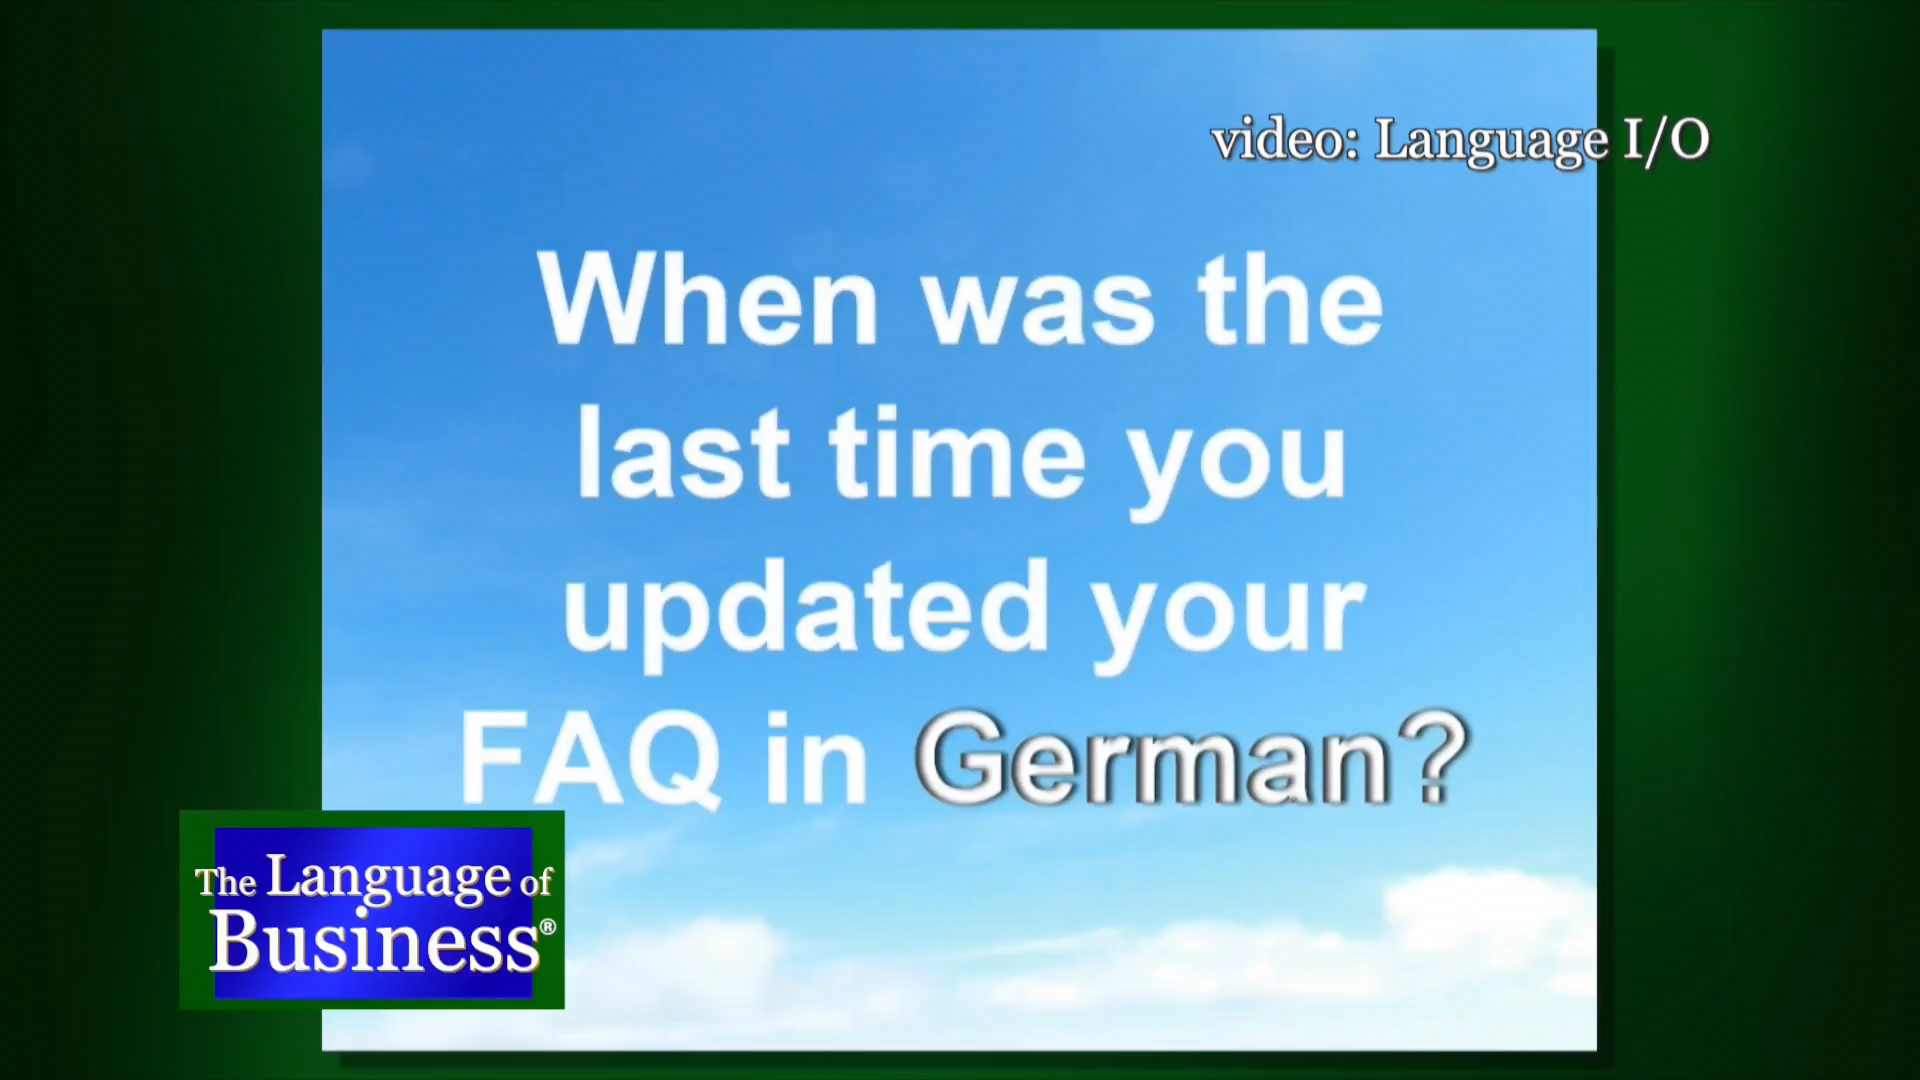 video: Language I/O
When was the
last time you
updated your
FAQ in German?
The Language of
Business®